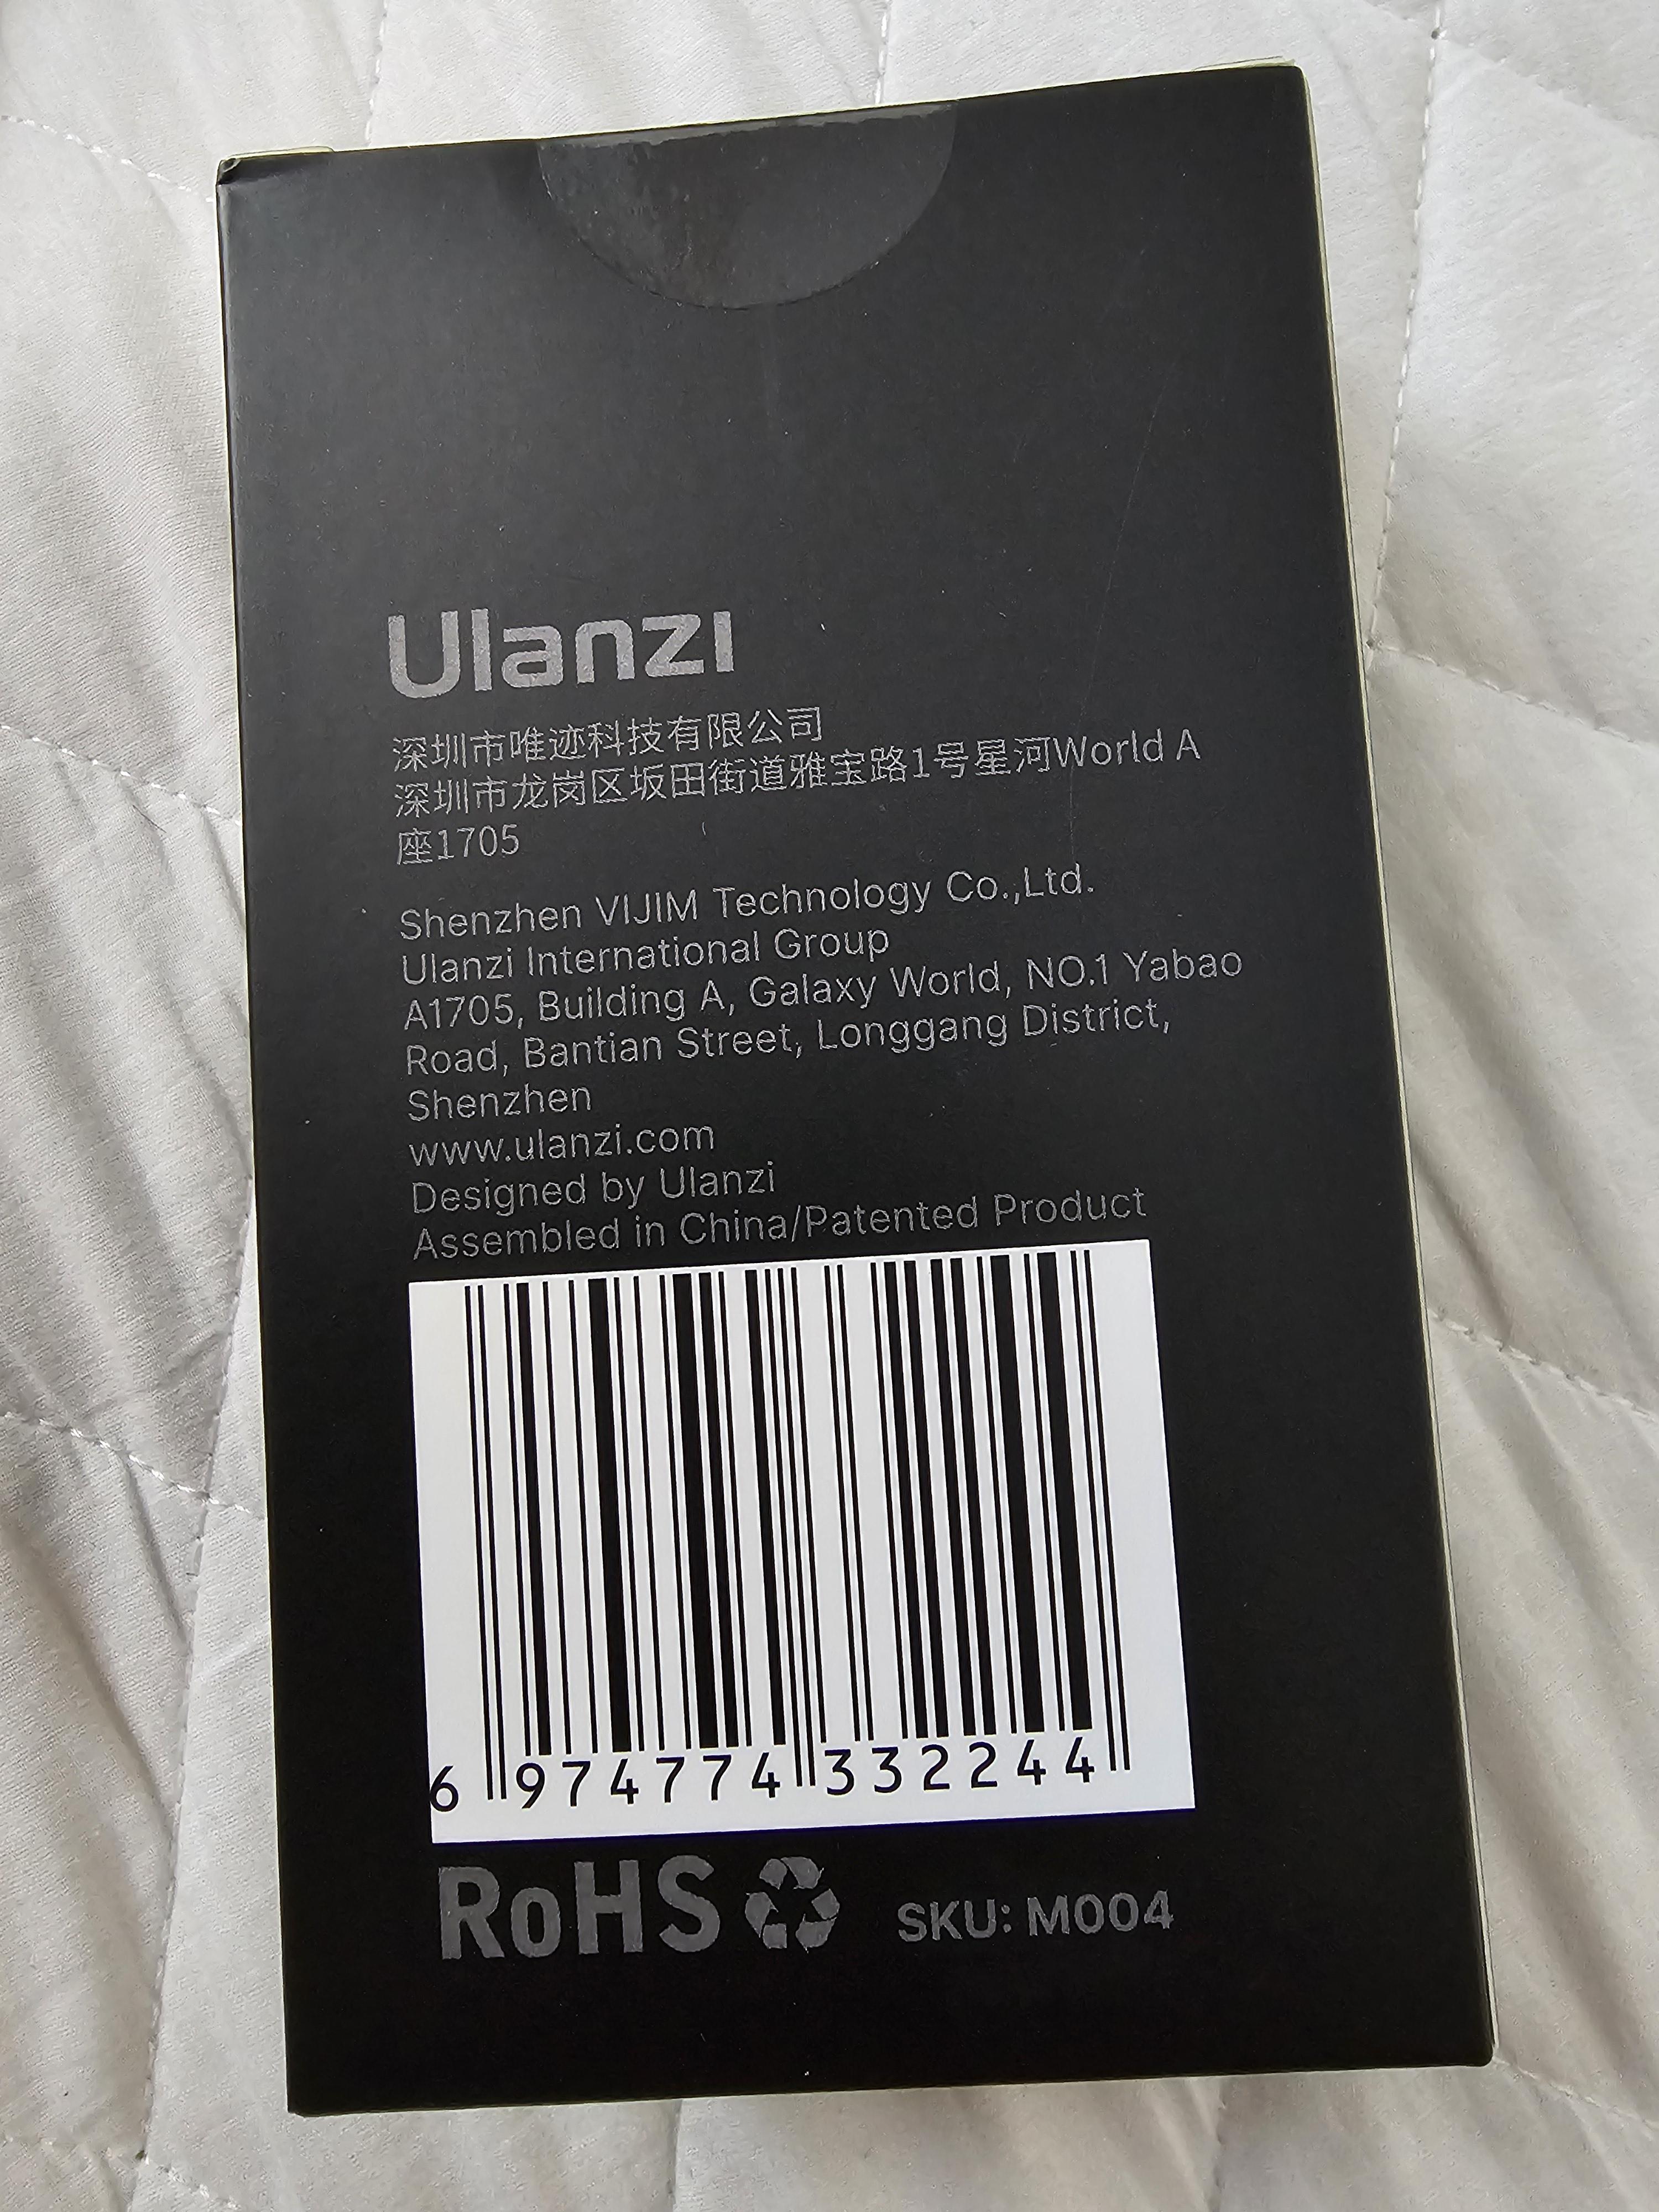 Ulanzi
深圳市唯迹科技有限公司
深圳市龙岗区坂田街道雅宝路1号星河World A
座1705
Shenzhen VIJIM Technology Co.,Ltd.
Ulanzi International Group
A1705, Building A, Galaxy World, NO.1 Yabao
Road, Bantian Street, Longgang District,
Shenzhen
www.ulanzi.com
Designed by Ulanzi
Assembled in China/Patented Product
6 974774 332244
RoHS SKU: M004